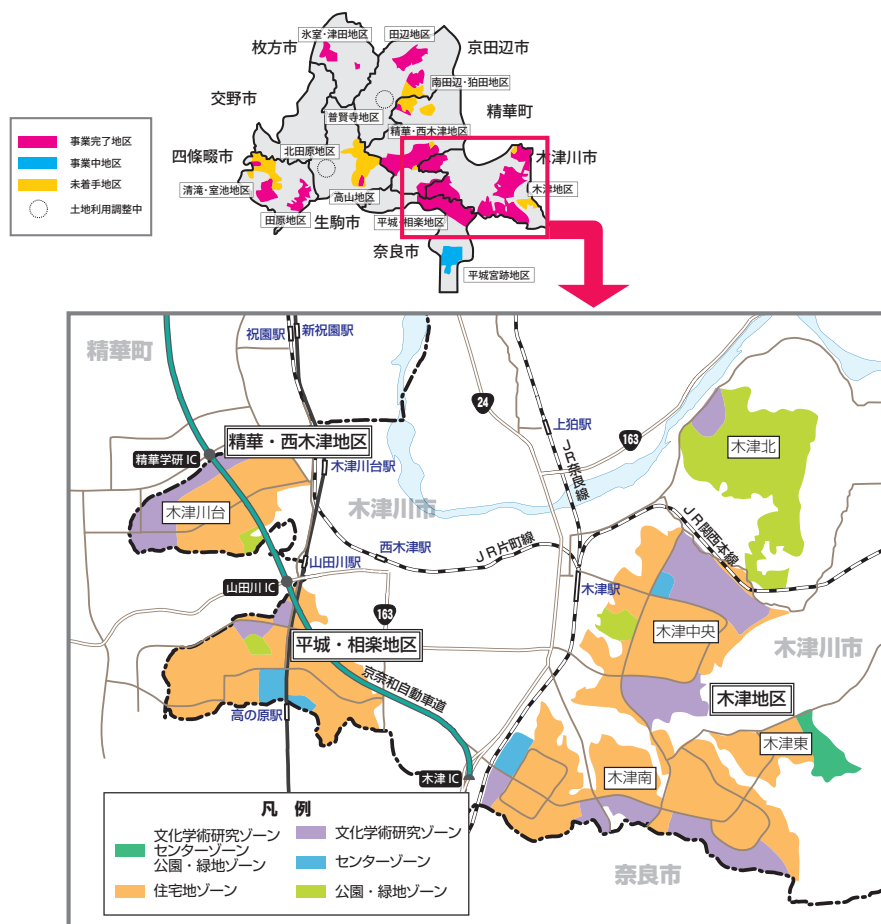 氷室・津田地区
田辺地区
枚方市
京田辺市
南田辺・狛田地区
交野市
精華町
普賢寺地区
精華・西木津地区
事業完了地区
事業中地区
未着手地区
土地利用調整中
北田原地区
四條畷市
木津川市
清滝・室池地区
高山地区
木津地区
田原地区
生駒市
平城・相楽地区
奈良市
平城宮跡地区
精華町
祝園駅
新祝園駅
24
上狛駅
163
JR奈良線
精華・西木津地区
精華学研IC
木津川台駅
木津北
木津川台
木津川市
JR関西本線
西木津駅
JR片町線
山田川駅
山田川IC
木津駅
163
木津中央
平城・相楽地区
木津川市
京奈和自動車道
木津地区
高の原駅
木津東
木津IC
木津南
奈良市
凡 例
文化学術研究ゾーン
センターゾーン
公園・緑地ゾーン
住宅地ゾーン
文化学術研究ゾーン
センターゾーン
公園・緑地ゾーン